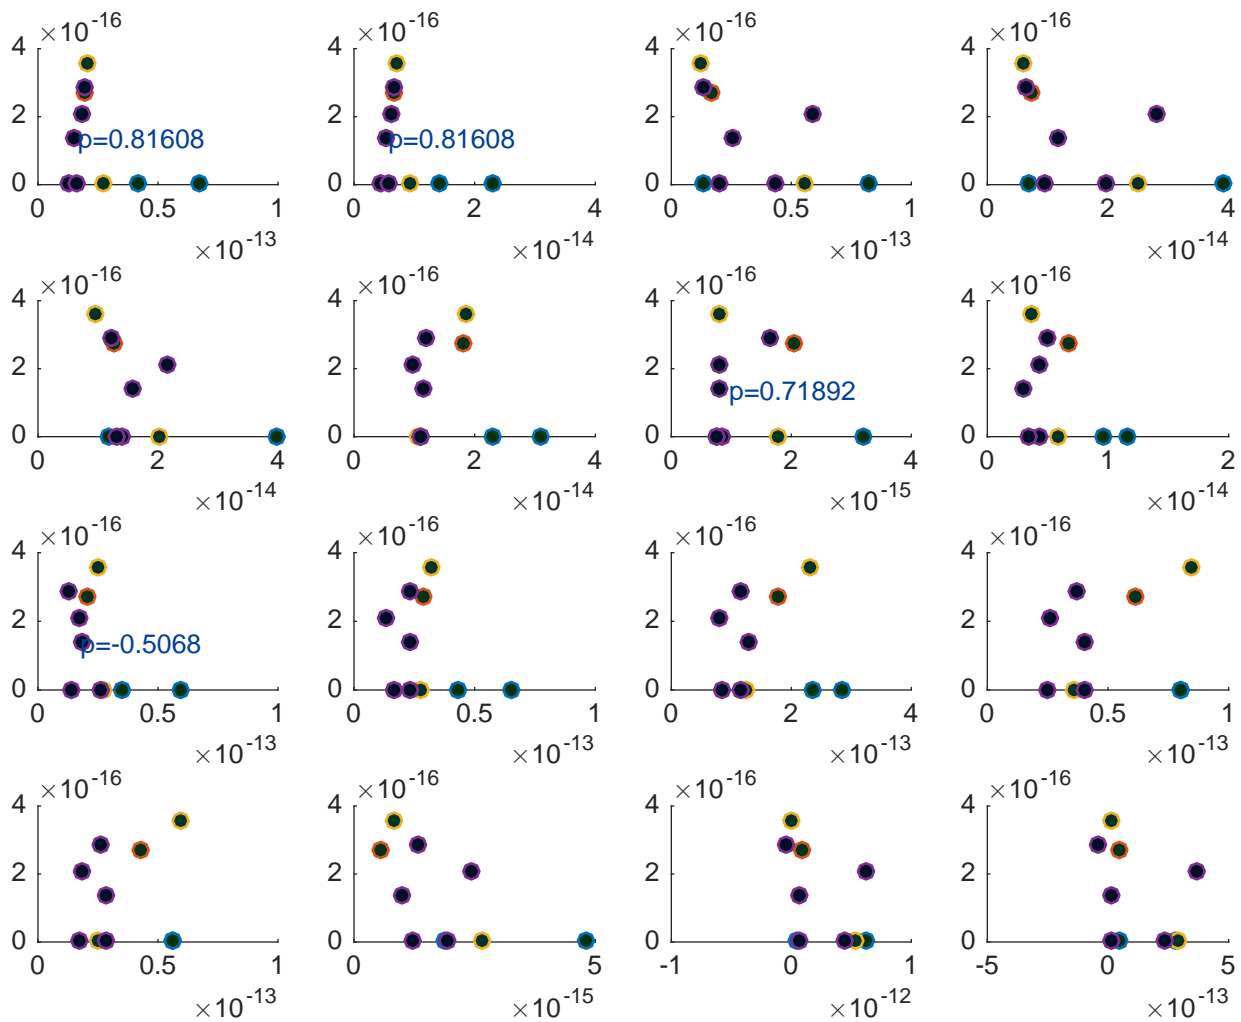 ×10-16 ×10-16 ×10-16 ×10-16
4 4 4 4
2 2 2 2
p=0.81608 p=0.81608
0 0 0 0
0 0.5 1 0 2 4 0 0.5 1 0 2 4
×10-13 ×10-14 ×10-13 ×10-14
×10-16 ×10-16 ×10-16 ×10-16
4 4 4 4
2 2 2 2
p=0.71892
0 0 0 0
0 2 4 0 2 4 0 2 4 0 1 2
×10-14 ×10-14 ×10-15 ×10-14
×10-16 ×10-16 ×10-16 ×10-16
4 4 4 4
2 2 2 2
p=-0.5068
0 0 0 0
0 0.5 1 0 0.5 1 0 2 4 0 0.5 1
×10-13 ×10-13 ×10-13 ×10-13
×10-16 ×10-16 ×10-16 ×10-16
4 4 4 4
2 2 2 2
0 0 0 0
0 0.5 1 0 5 -1 0 1 -5 0 5
×10-13 ×10-15 ×10-12 ×10-13